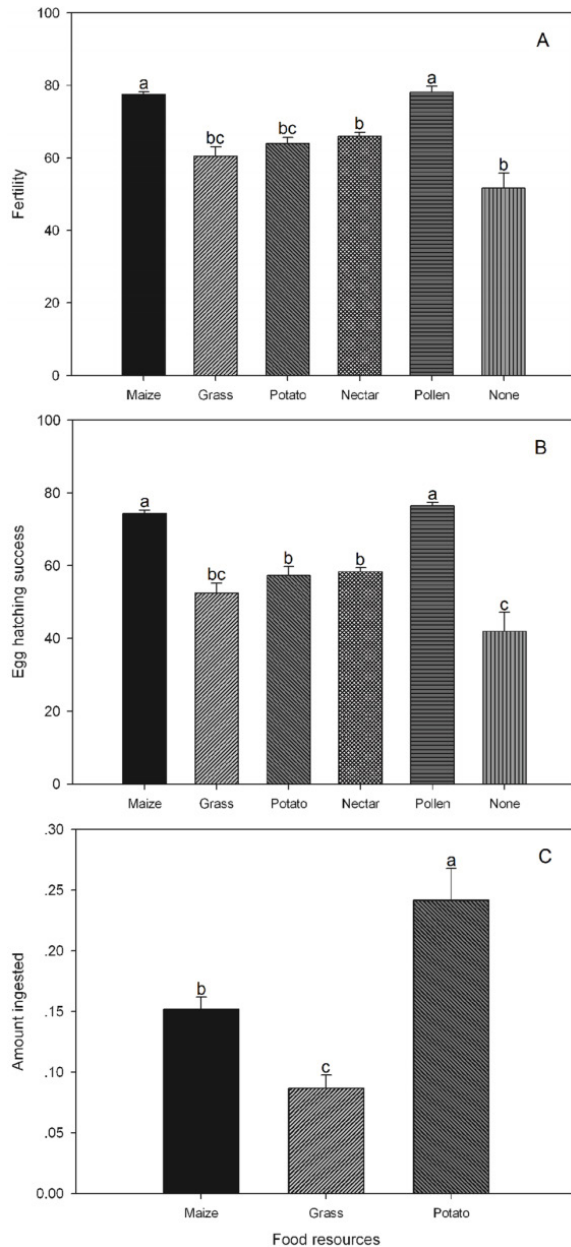 A
100
80
60
40
20
0
Fertility
a
bc
bc
b
a
b
Maize Grass Potato Nectar Pollen None
B
100
80
60
40
20
0
Egg hatching success
a
bc
b
b
a
c
Maize Grass Potato Nectar Pollen None
C
.30
.25
.20
.15
.10
.05
0.00
Amount ingested
b
c
a
Maize Grass Potato
Food resources